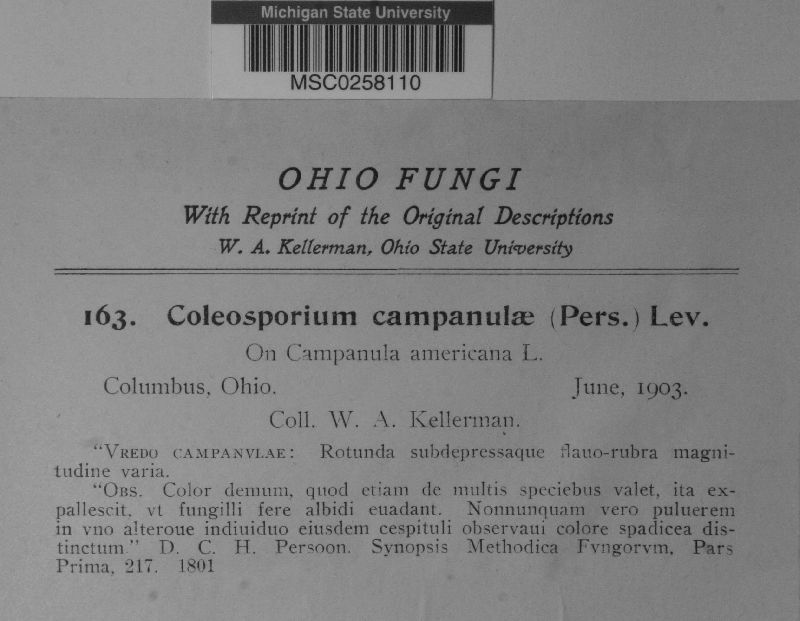 Michigan State University
MSC0258110
OHIO FUNGI
With Reprint of the Original Descriptions
W. A. Kellerman, Ohio State University
163. Coleosporium campanulæ (Pers.) Lev.
On Campanula americana L.
Columbus, Ohio. June, 1903.
Coll. W. A. Kellerman.
"VREDO CAMPANVLAE: Rotunda subdepressaque flauo-rubra magni-
tudine varia.
"OBS. Color demum, quod etiam de multis speciebus valet, ita ex-
pallescit, vt fungilli fere albidi euadant. Nonnunquam vero puluerem
in vno alteroue indiuiduo eiusdem cespituli obseruaui colore spadicea dis-
tinctum." D. C. H. Persoon. Synopsis Methodica Fvngorvm, Pars
Prima, 217. 1801